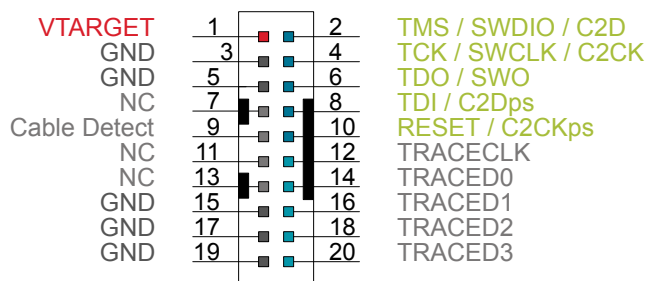 VTARGET 1 2 TMS / SWDIO / C2D
GND 3 4 TCK / SWCLK / C2CK
GND 5 6 TDO / SWO
NC 7 8 TDI / C2Dps
Cable Detect 9 10 RESET / C2CKps
NC 11 12 TRACECLK
NC 13 14 TRACED0
GND 15 16 TRACED1
GND 17 18 TRACED2
GND 19 20 TRACED3